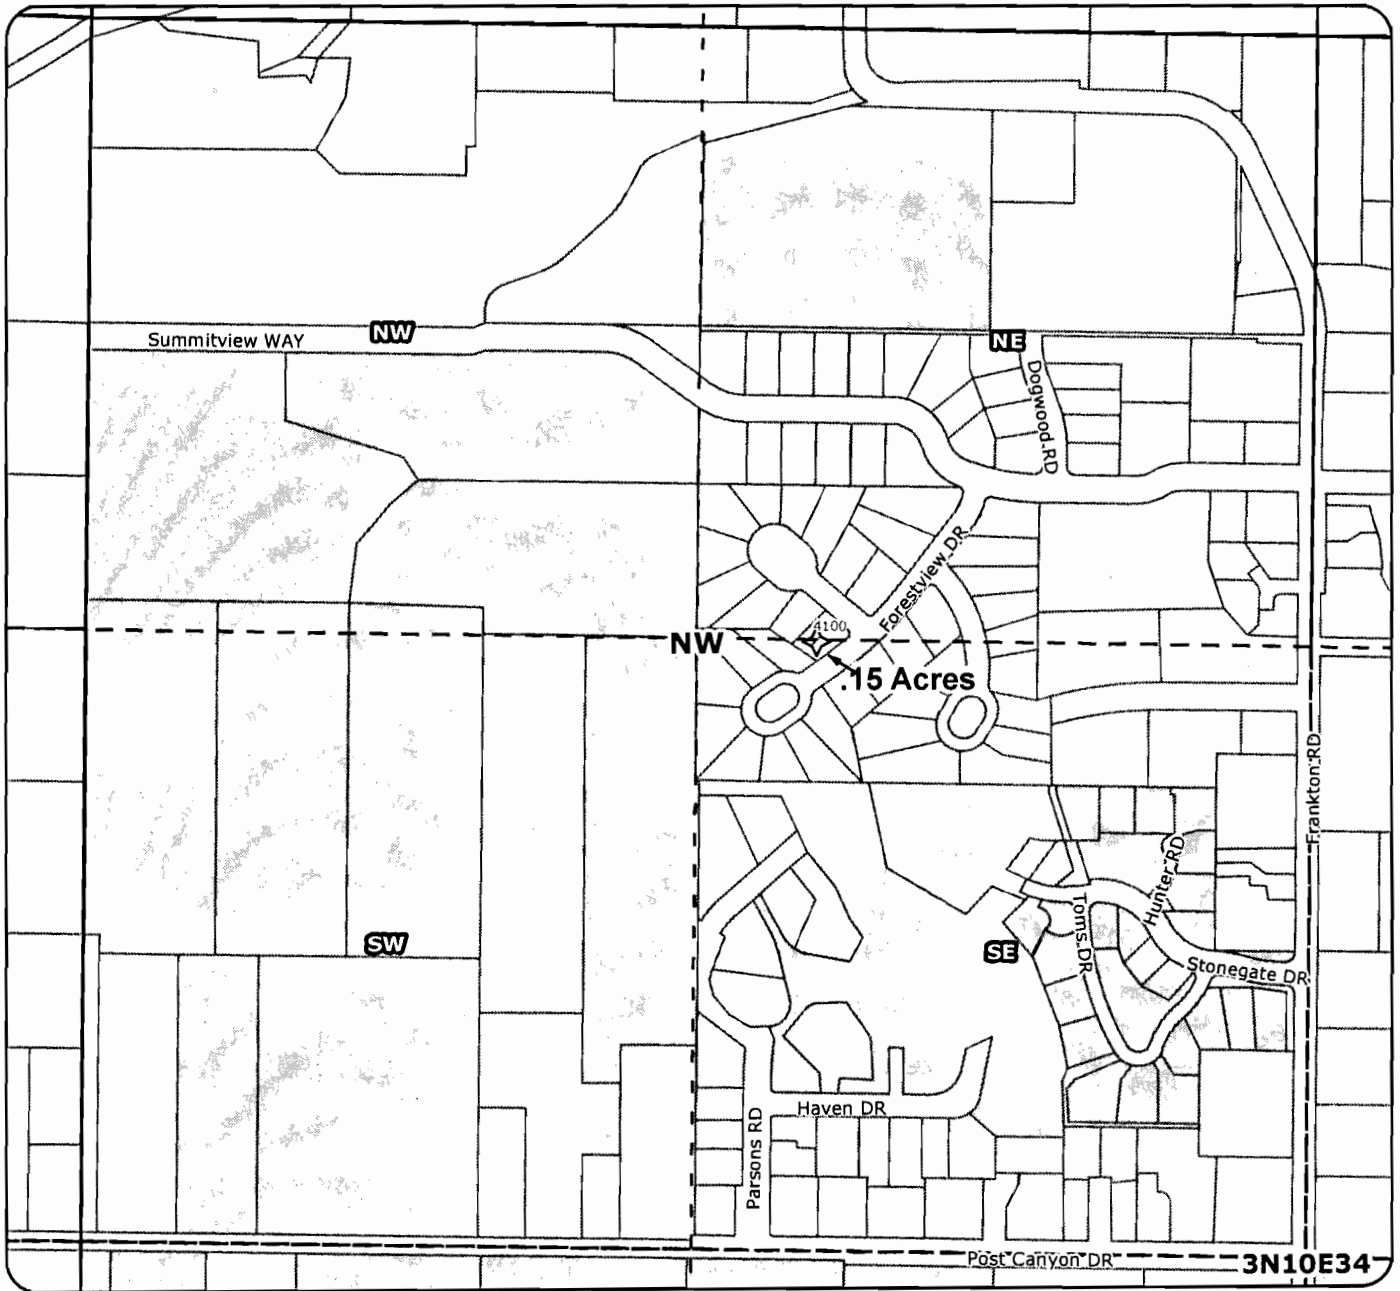 Summitview WAY
NW
NE
Dogwood RD
Forestview DR
4100
NW
.15 Acres
Frankton RD
Hunter RD
Toms DR
SW
SE
Stonegate DR
Haven DR
Parsons RD
Post Canyon DR
3N10E34